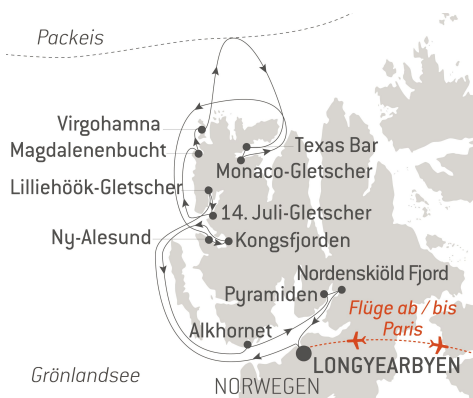 Packeis
Virgohamna
Texas Bar
Magdalenenbucht
Monaco-Gletscher
Lilliehöök-Gletscher
14. Juli-Gletscher
Ny-Alesund
Kongsfjorden
Nordenskiöld Fjord
Pyramiden
Flüge ab / bis
Paris
Alkhornet
LONGYEARBYEN
Grönlandsee
NORWEGEN